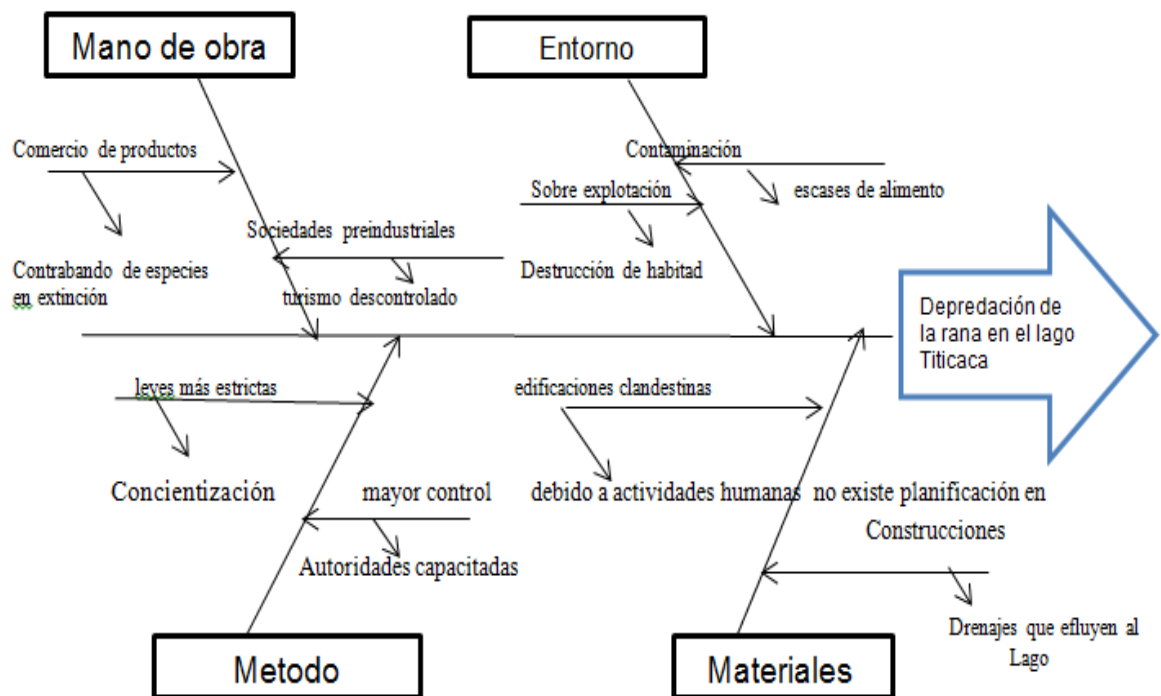 Mano de obra
Entorno
Comercio de productos
Contrabando de especies
en extinción
Sociedades preindustriales
turismo descontrolado
Contaminación
escases de alimento
Sobre explotación
Destrucción de habitad
Depredación de
la rana en el lago
Titicaca
leyes más estrictas
Concientización
mayor control
Autoridades capacitadas
edificaciones clandestinas
debido a actividades humanas
no existe planificación en
Construcciones
Drenajes que efluyen al
Lago
Metodo
Materiales